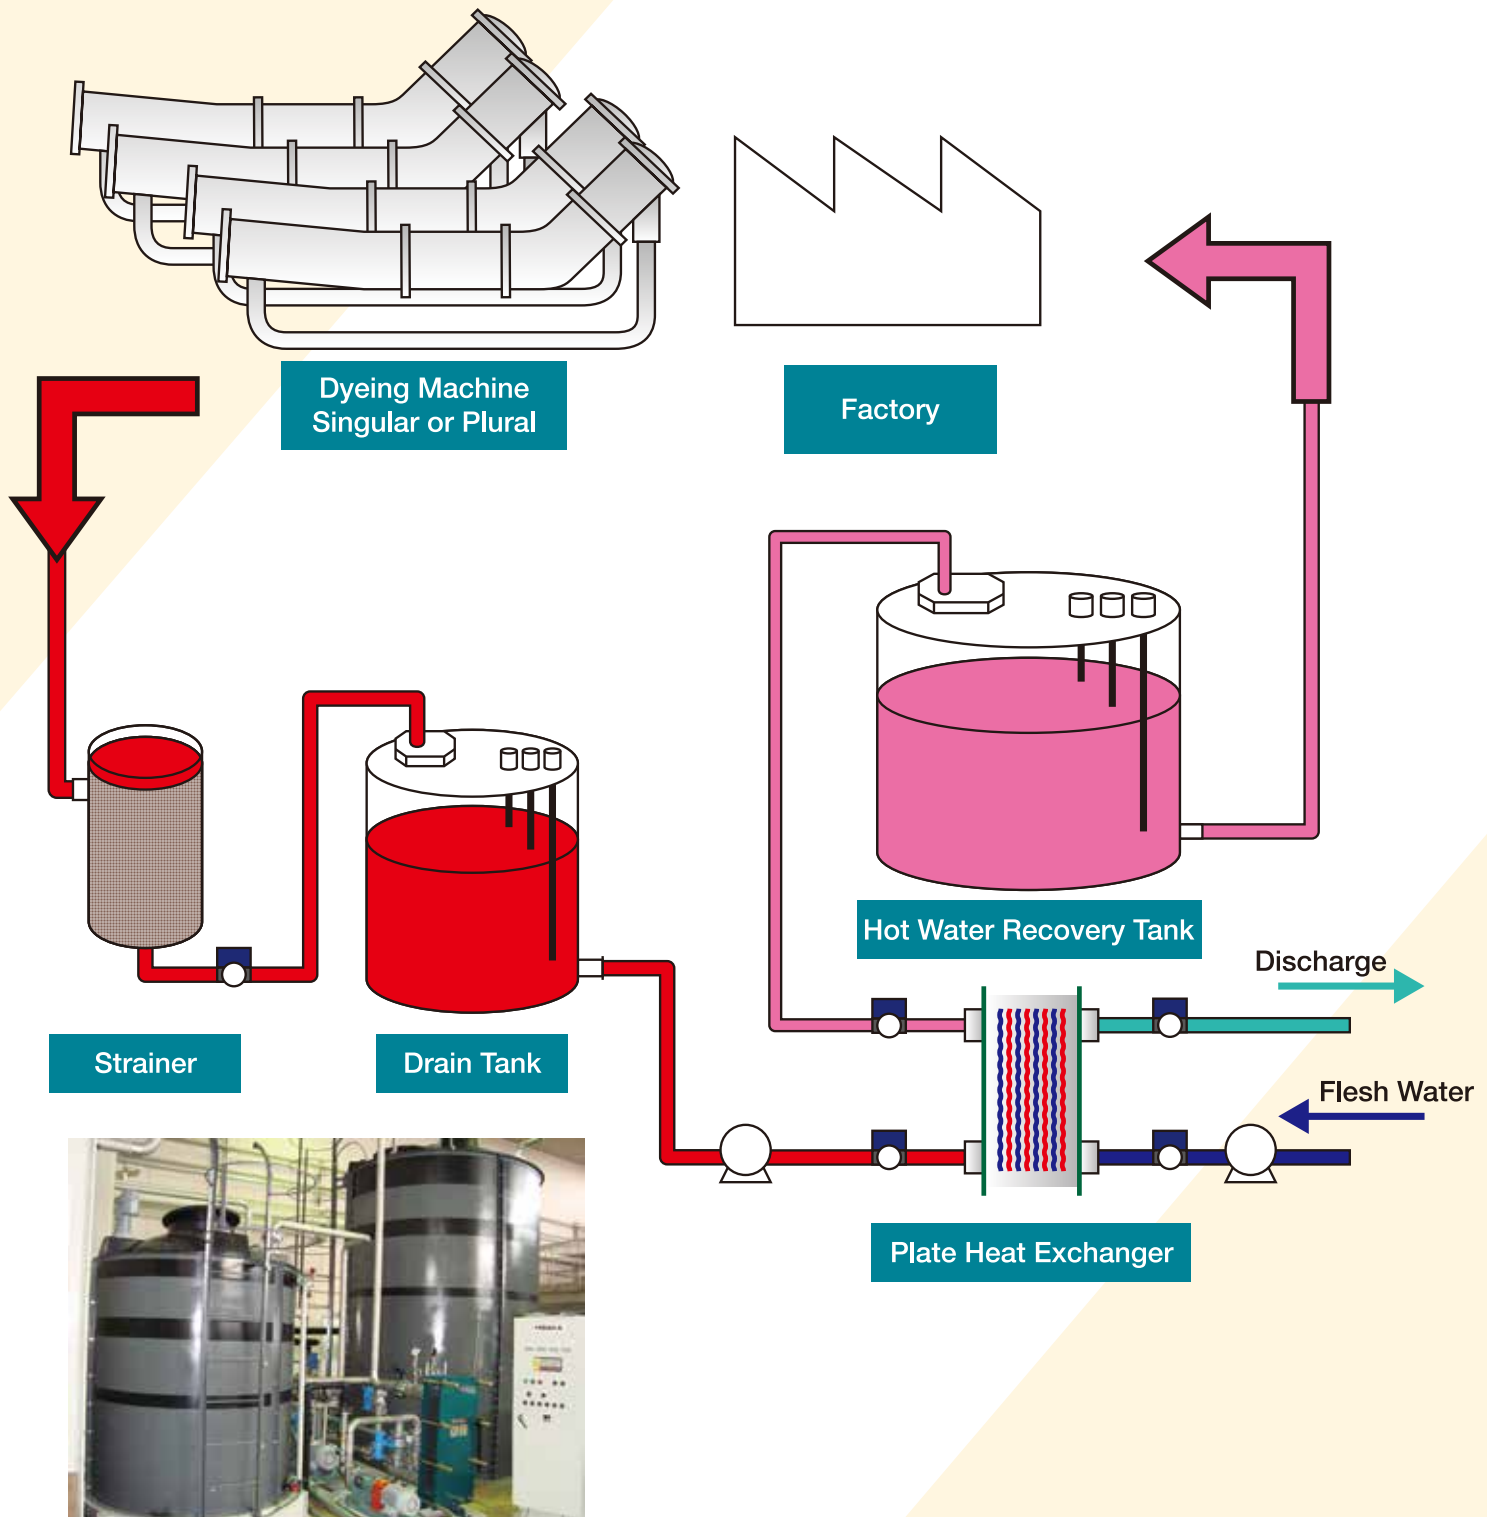 Dyeing Machine
Singular or Plural
Factory
Hot Water Recovery Tank
Discharge
Strainer
Drain Tank
Flesh Water
Plate Heat Exchanger